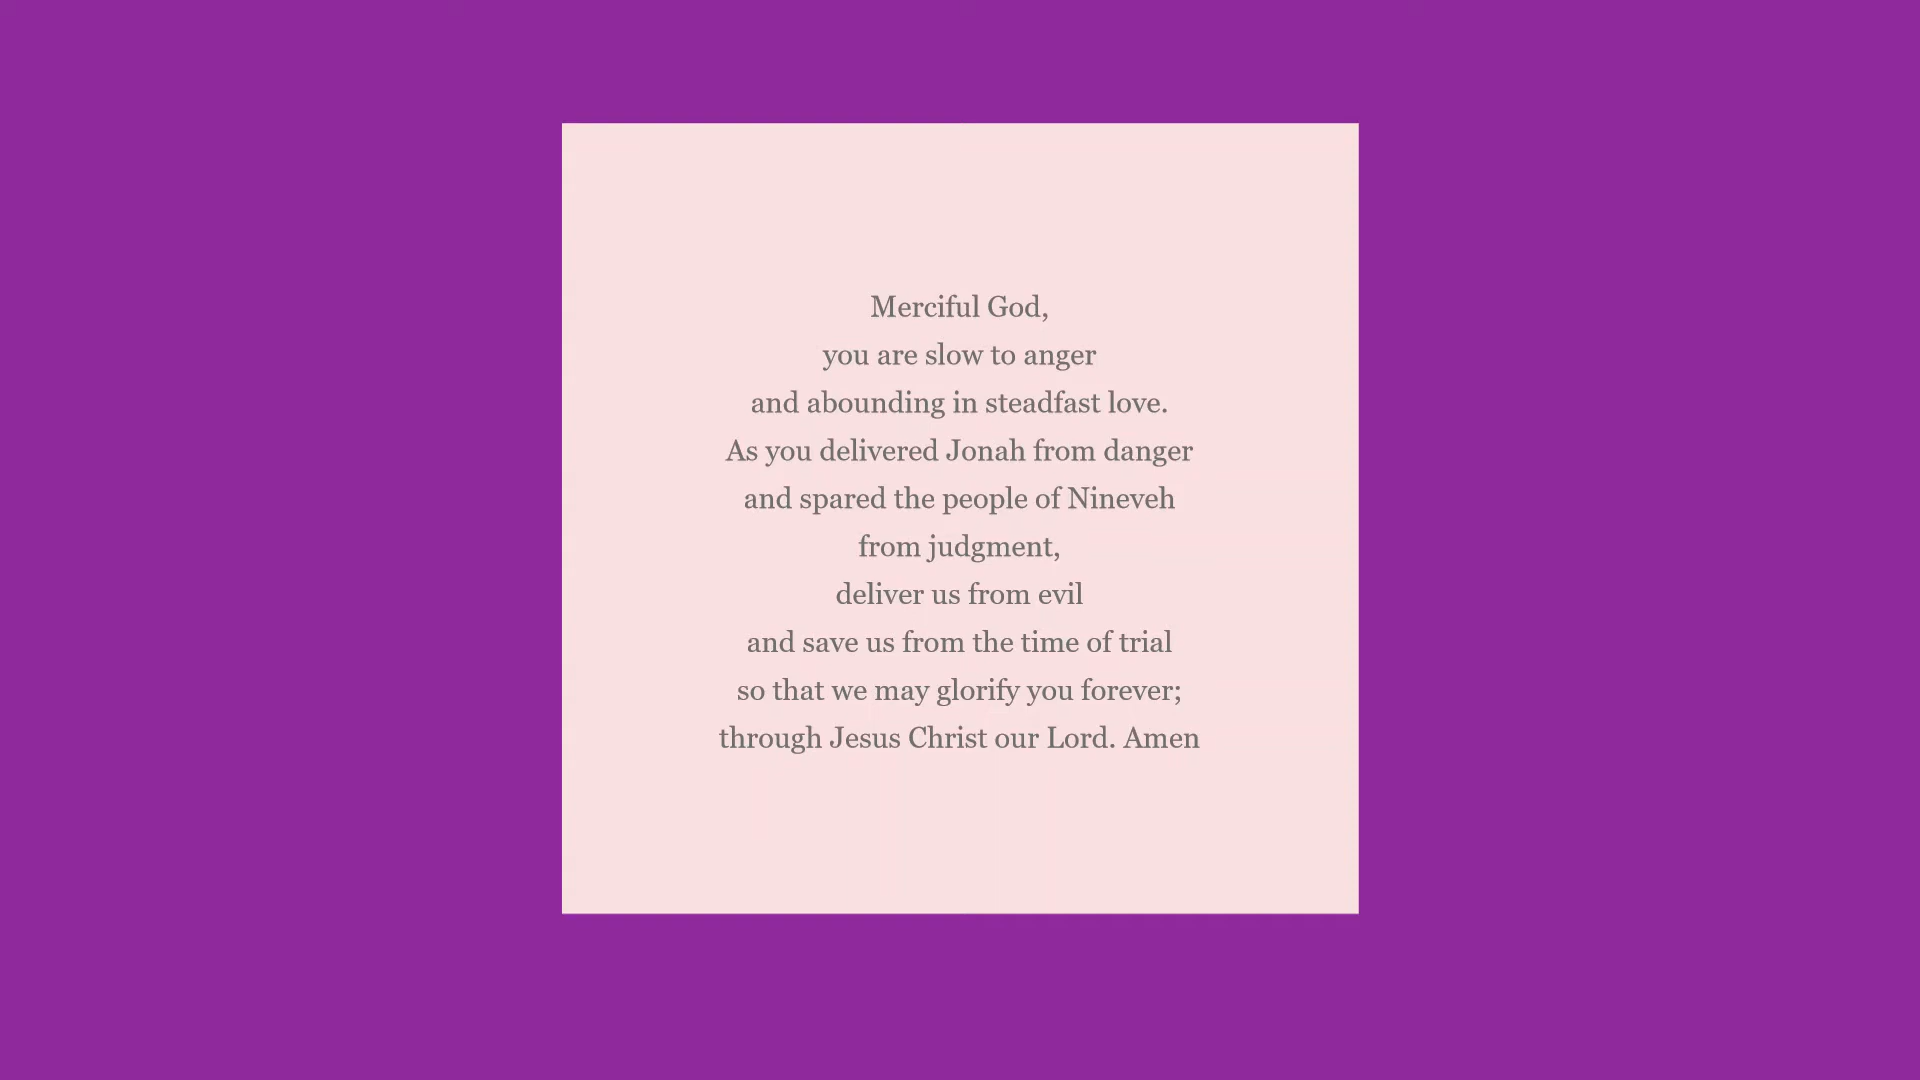 Merciful God,
you are slow to anger
and abounding in steadfast love.
As you delivered Jonah from danger
and spared the people of Nineveh
from judgment,
deliver us from evil
and save us from the time of trial
so that we may glorify you forever;
through Jesus Christ our Lord. Amen